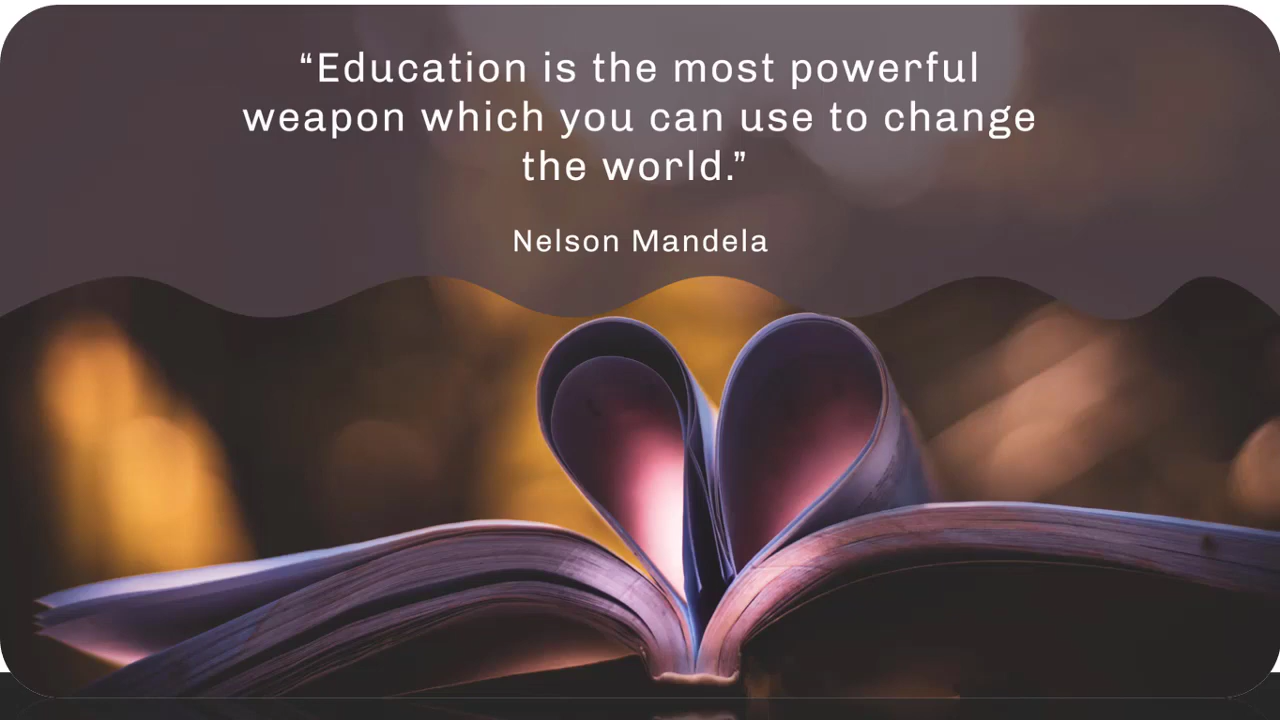 “Education is the most powerful
weapon which you can use to change
the world.”
Nelson Mandela